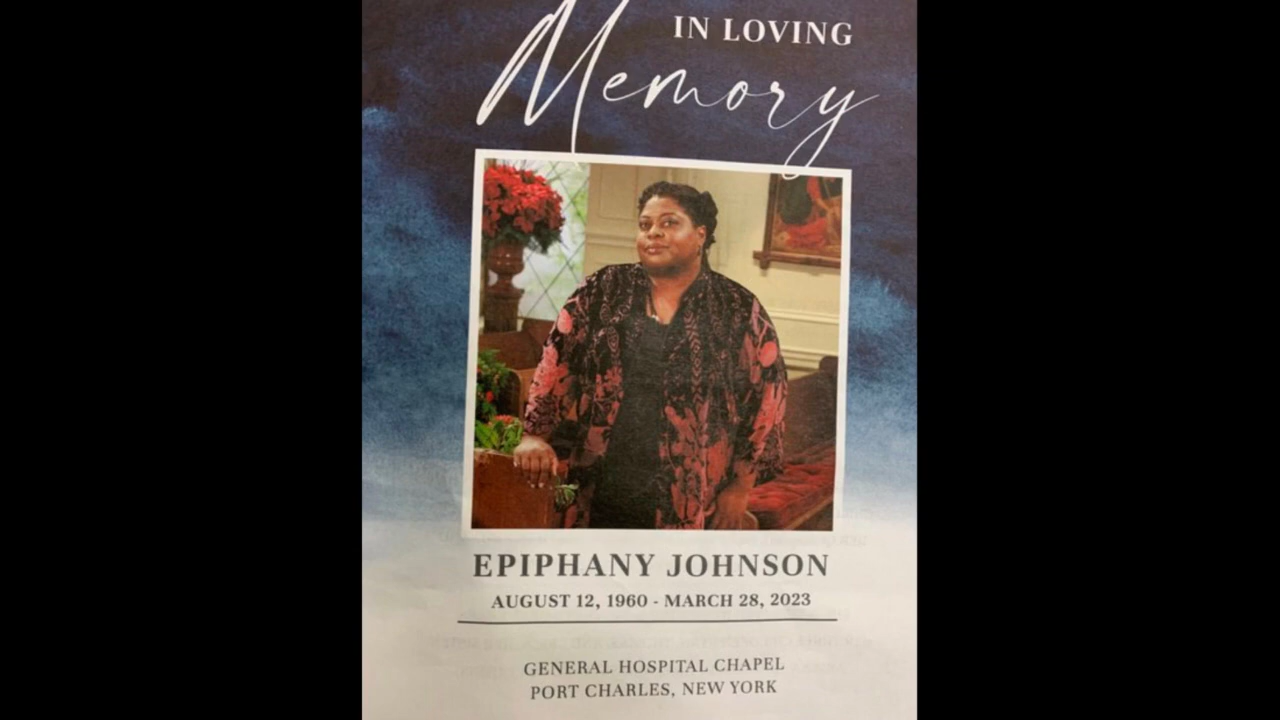 IN LOVING
Memory
EPIPHANY JOHNSON
AUGUST 12, 1960 - MARCH 28, 2023
GENERAL HOSPITAL CHAPEL
PORT CHARLES, NEW YORK